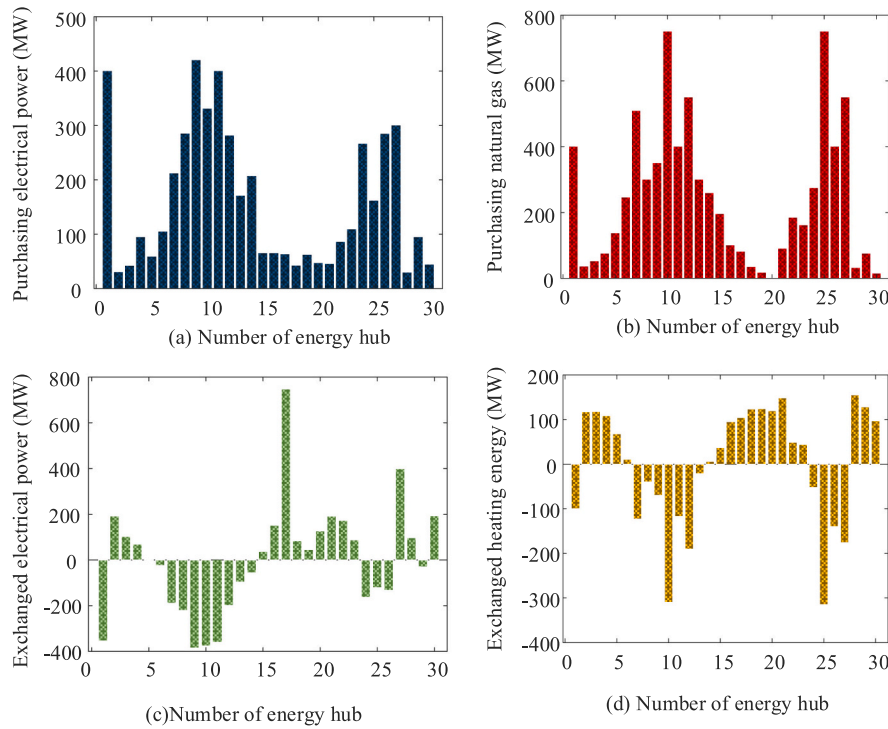 Purchasing electrical power (MW)
500
400
300
200
100
0
0 5 10 15 20 25 30
(a) Number of energy hub
Purchasing natural gas (MW)
800
600
400
200
0
0 5 10 15 20 25 30
(b) Number of energy hub
Exchanged electrical power (MW)
800
600
400
200
0
-200
-400
0 5 10 15 20 25 30
(c)Number of energy hub
Exchanged heating energy (MW)
200
100
0
-100
-200
-300
-400
0 5 10 15 20 25 30
(d) Number of energy hub